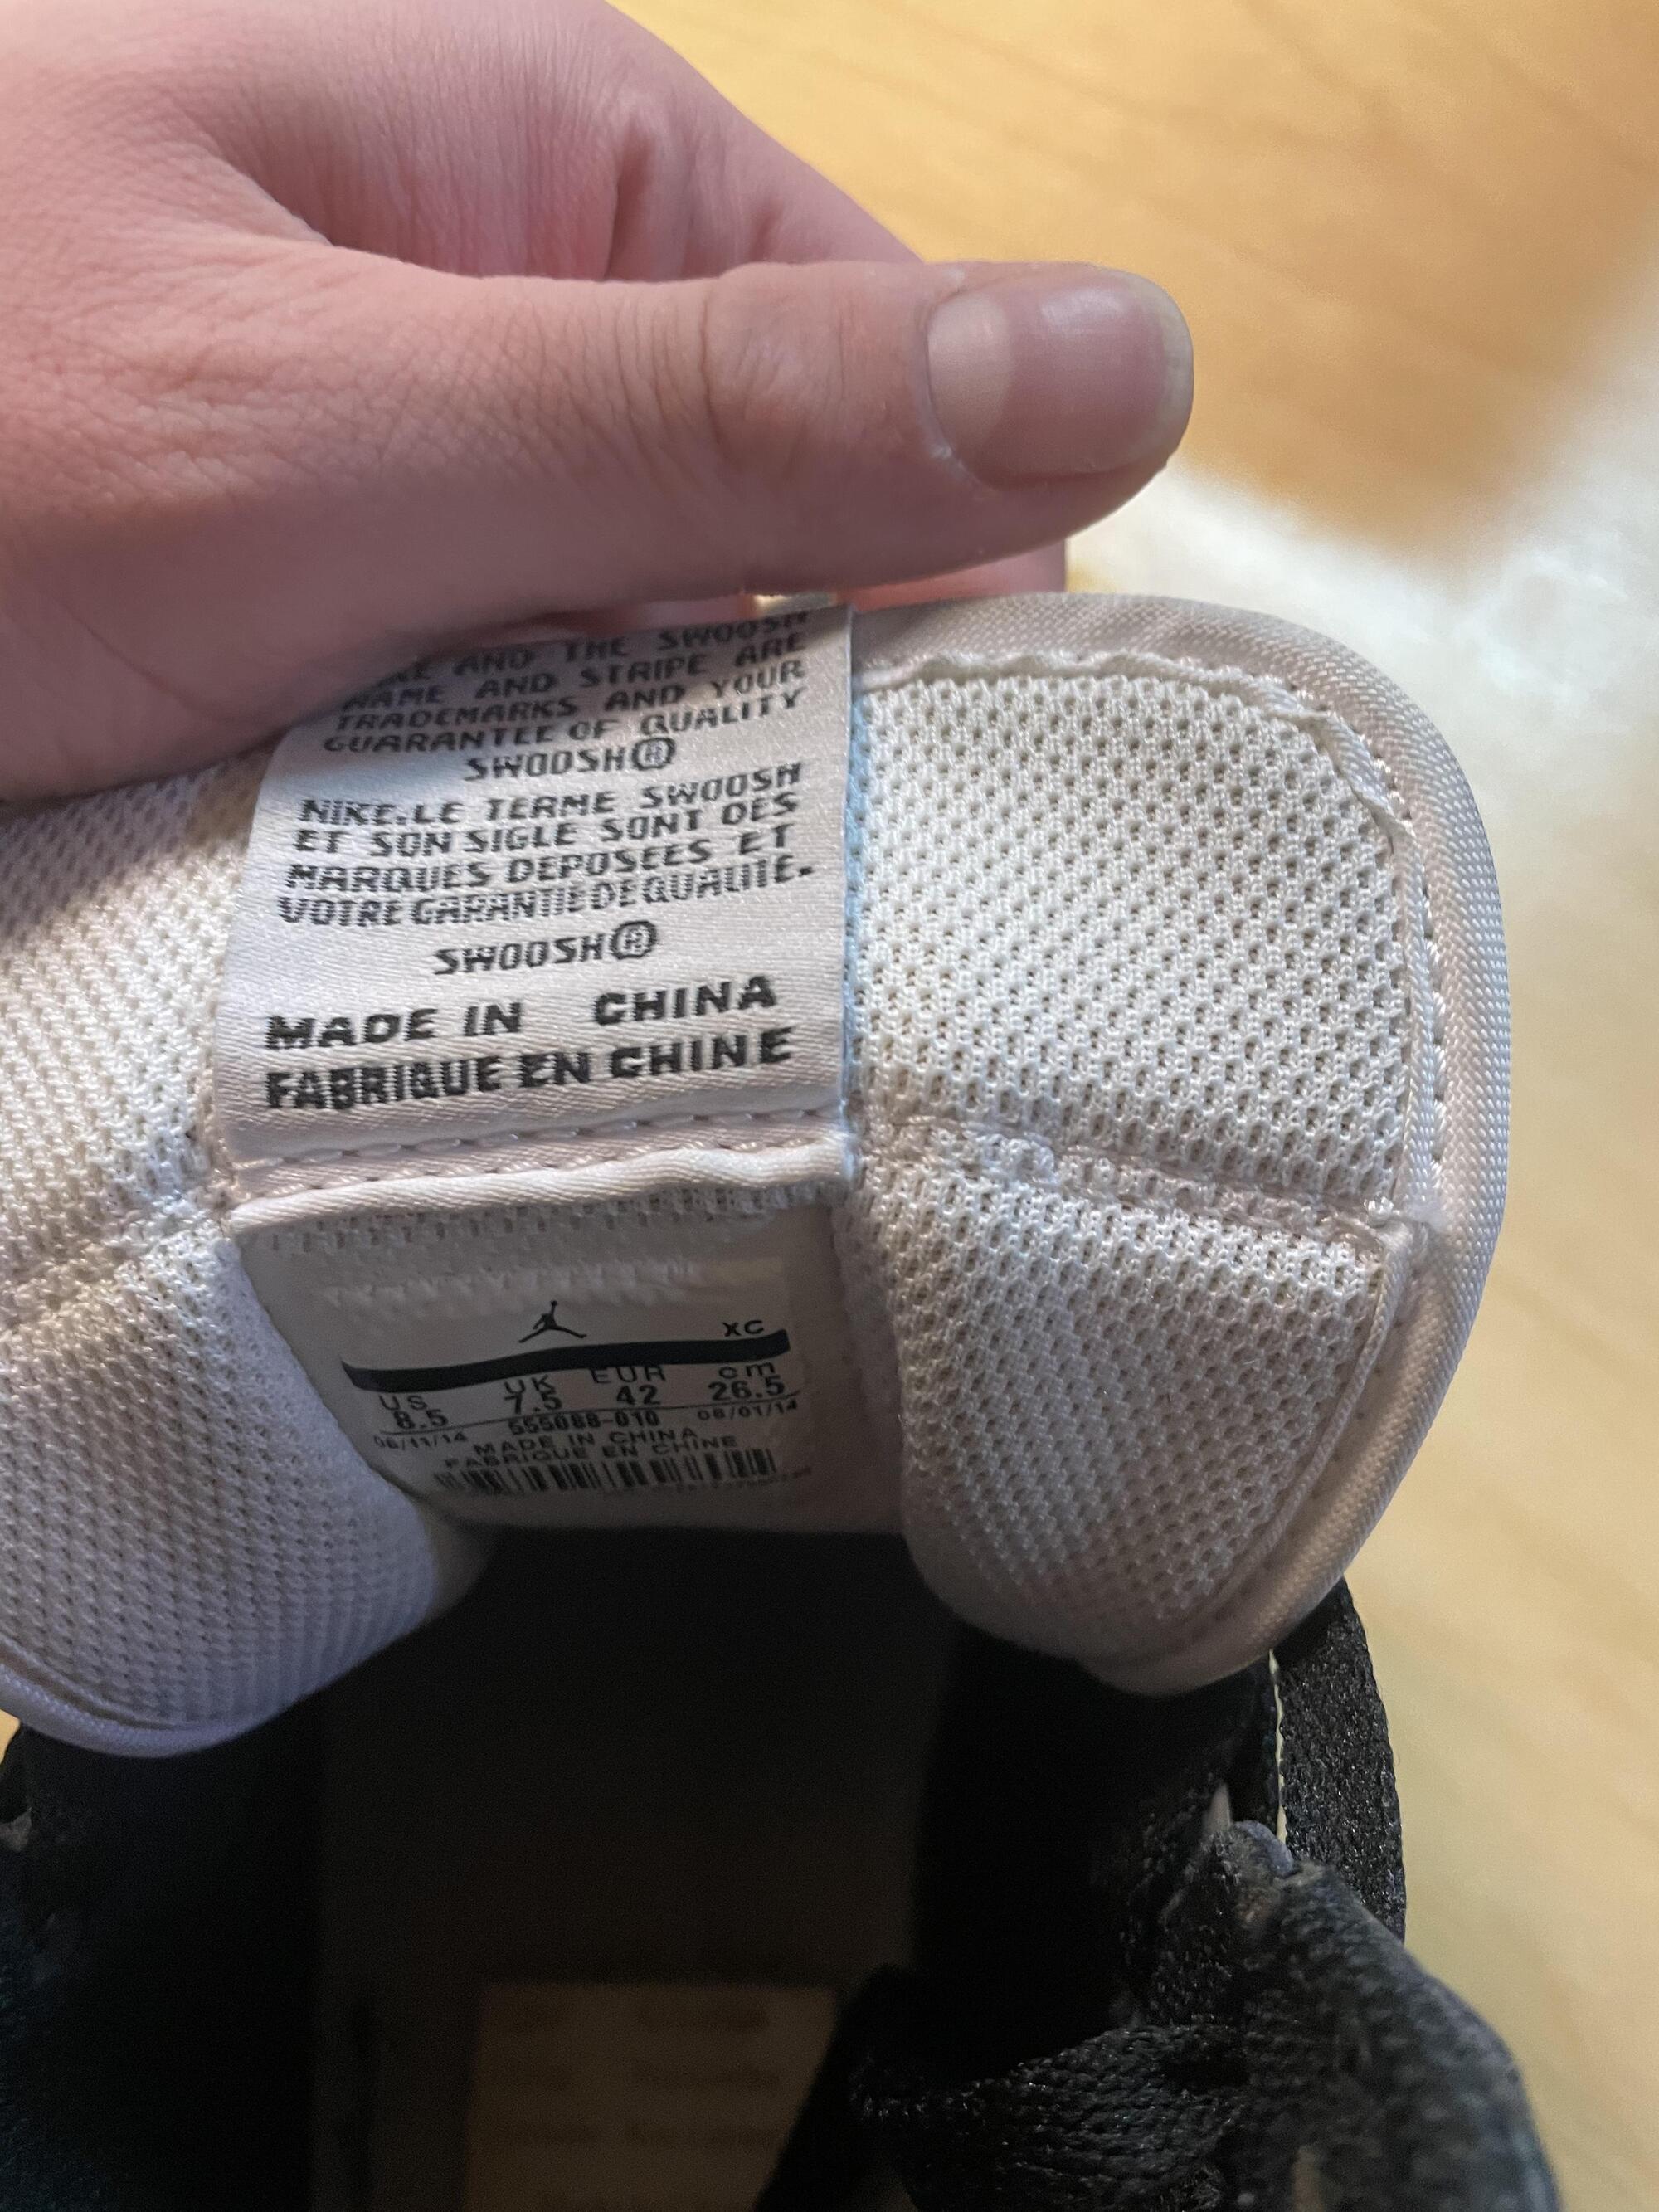 AND THE SWOOSH
NAME AND STRIPE ARE
TRADEMARKS AND YOUR
GUARANTEE OF QUALITY
SWOOSH®
NIKE.LE TERME SWOOSH
ET SON SIGLE SONT DES
MARQUES DEPOSEES ET
VOTRE GARANTIE DE QUALITE.
SWOOSH®
MADE IN CHINA
FABRIQUE EN CHINE
XC
US UK EUR cm
8.5 7.5 42 26.5
06/11/14 555088-010 08/01/14
MADE IN CHINA
FABRIQUE EN CHINE